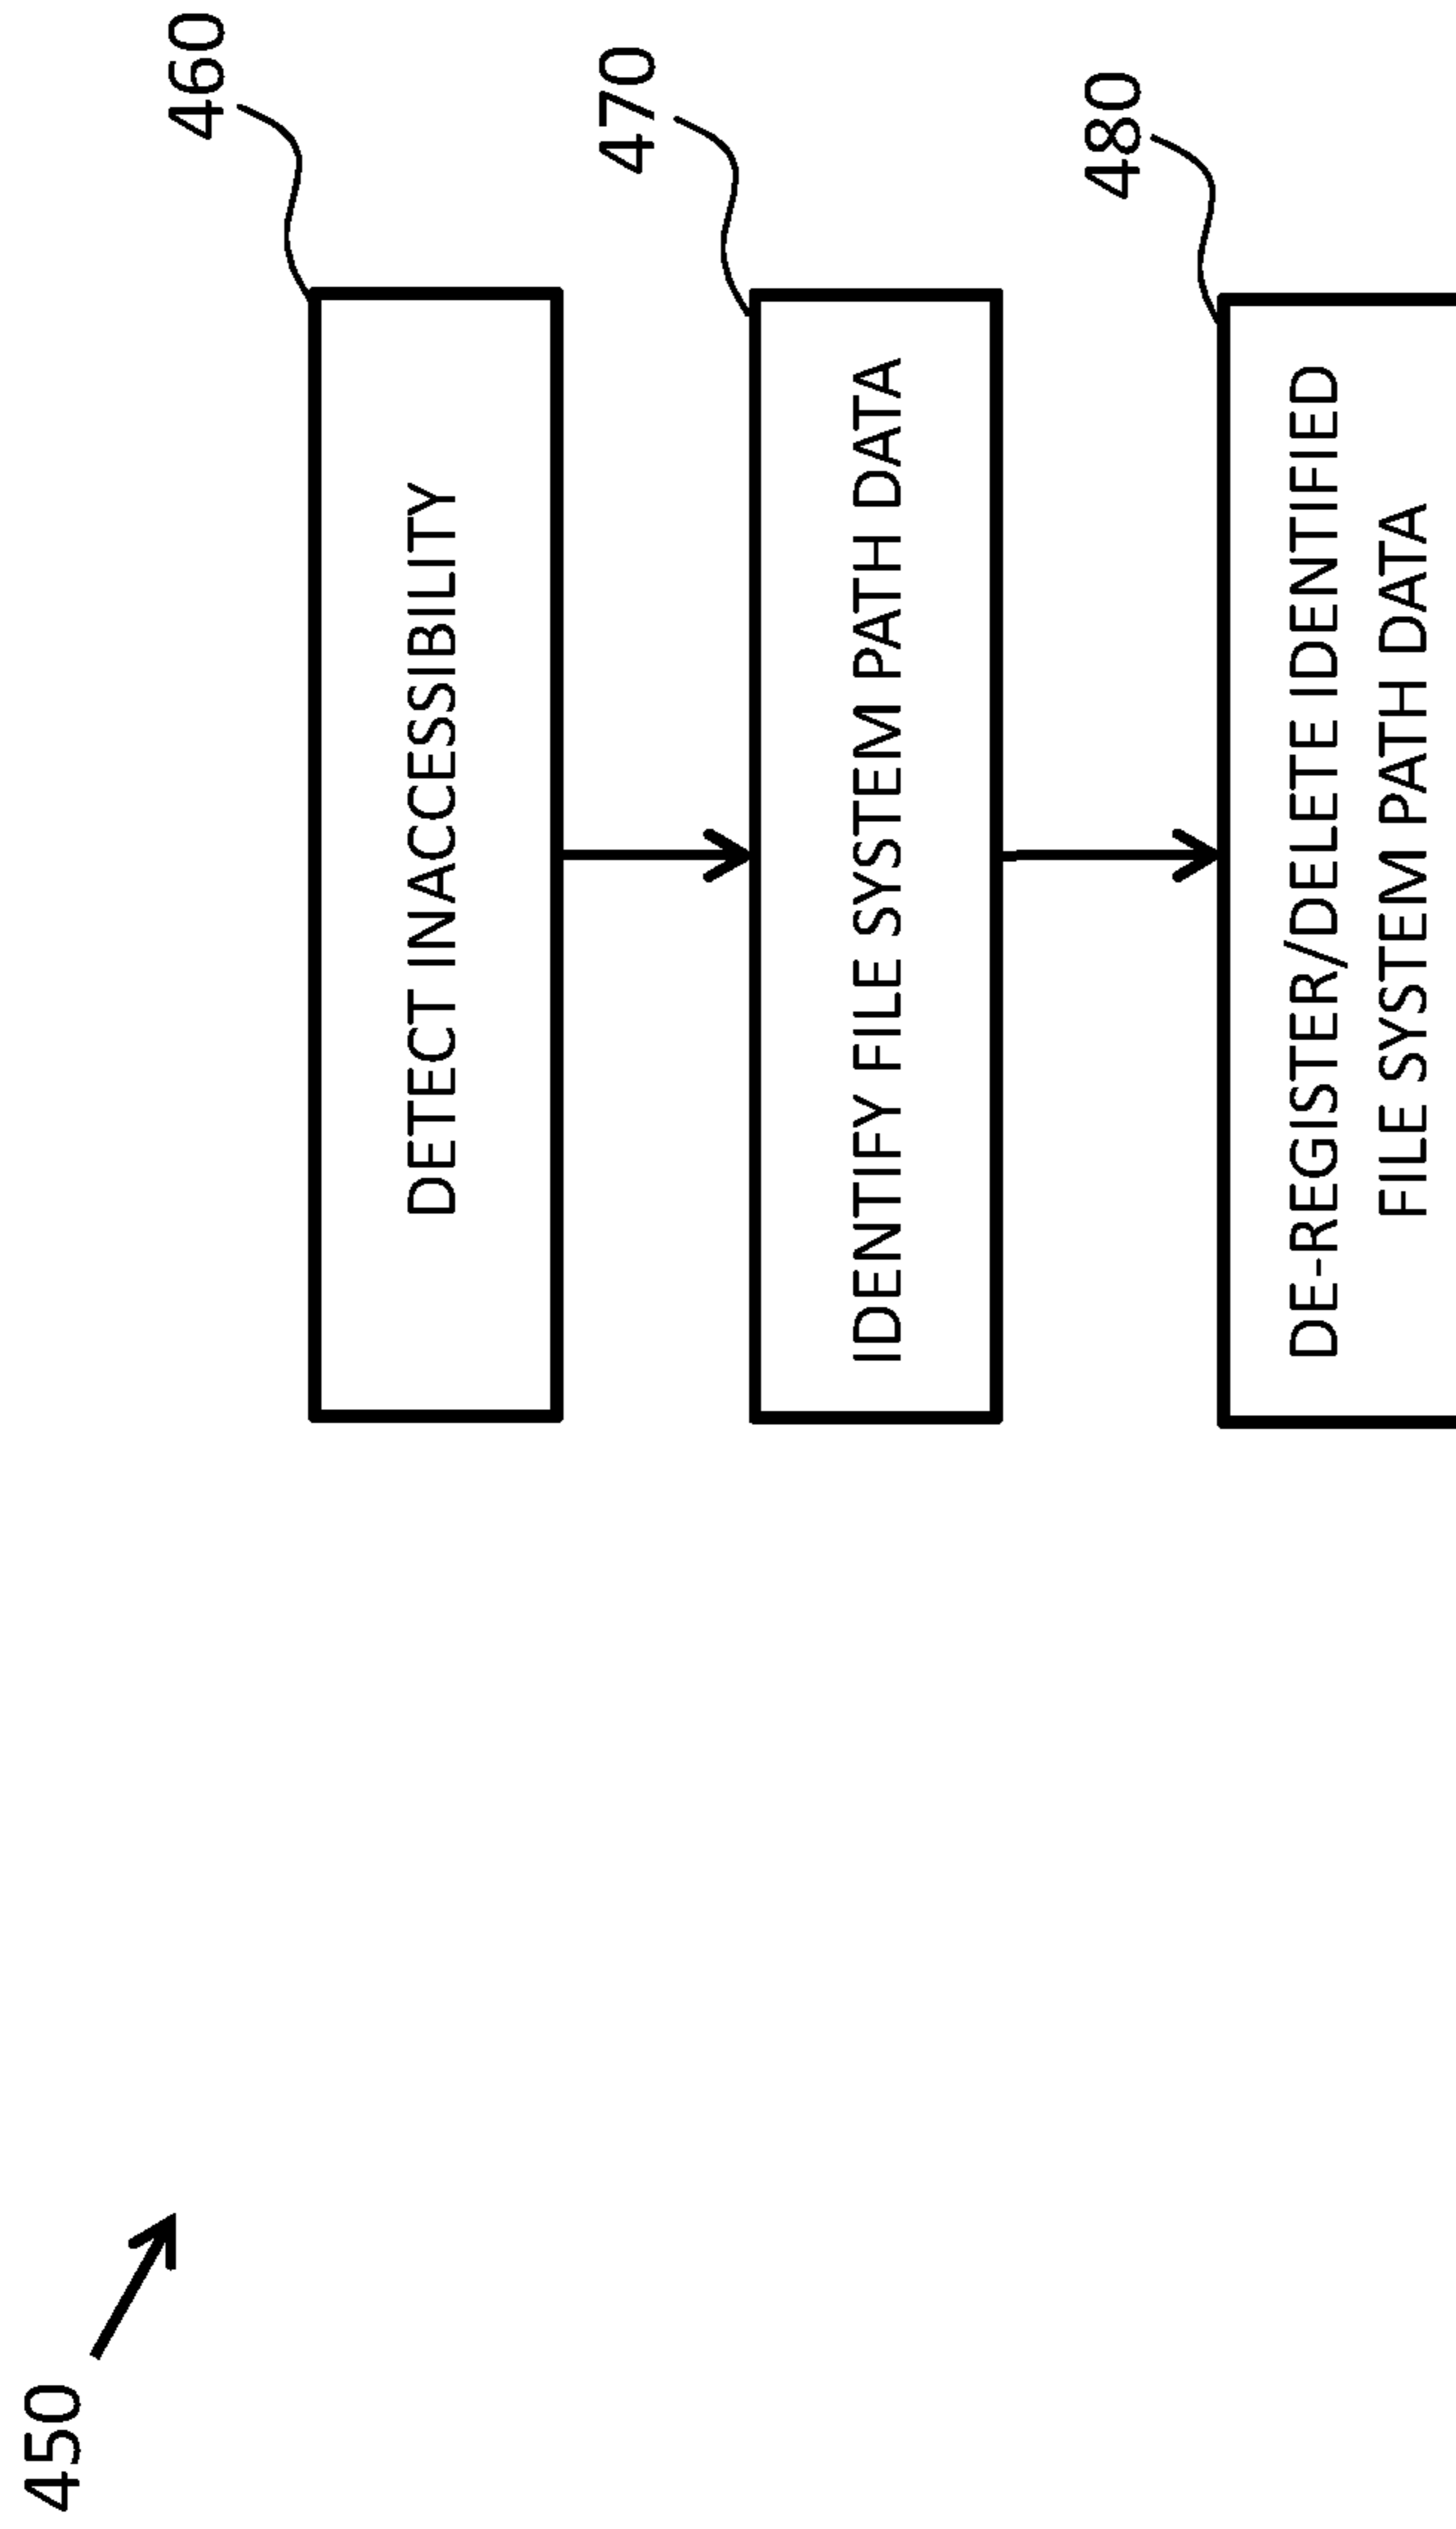 450
460
DETECT INACCESSIBILITY
470
IDENTIFY FILE SYSTEM PATH DATA
480
DE-REGISTER/DELETE IDENTIFIED
FILE SYSTEM PATH DATA